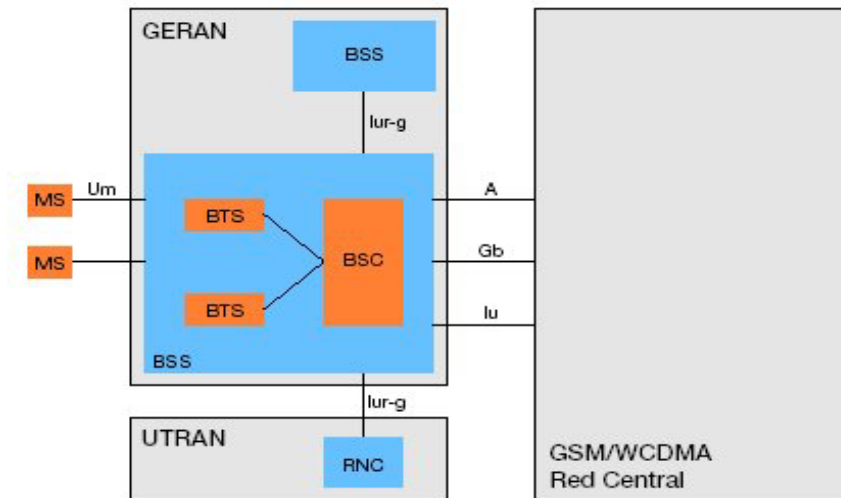 GERAN
BSS
Iur-g
MS
Um
A
BTS
MS
BSC
Gb
BTS
Iu
BSS
Iur-g
UTRAN
RNC
GSM/WCDMA
Red Central